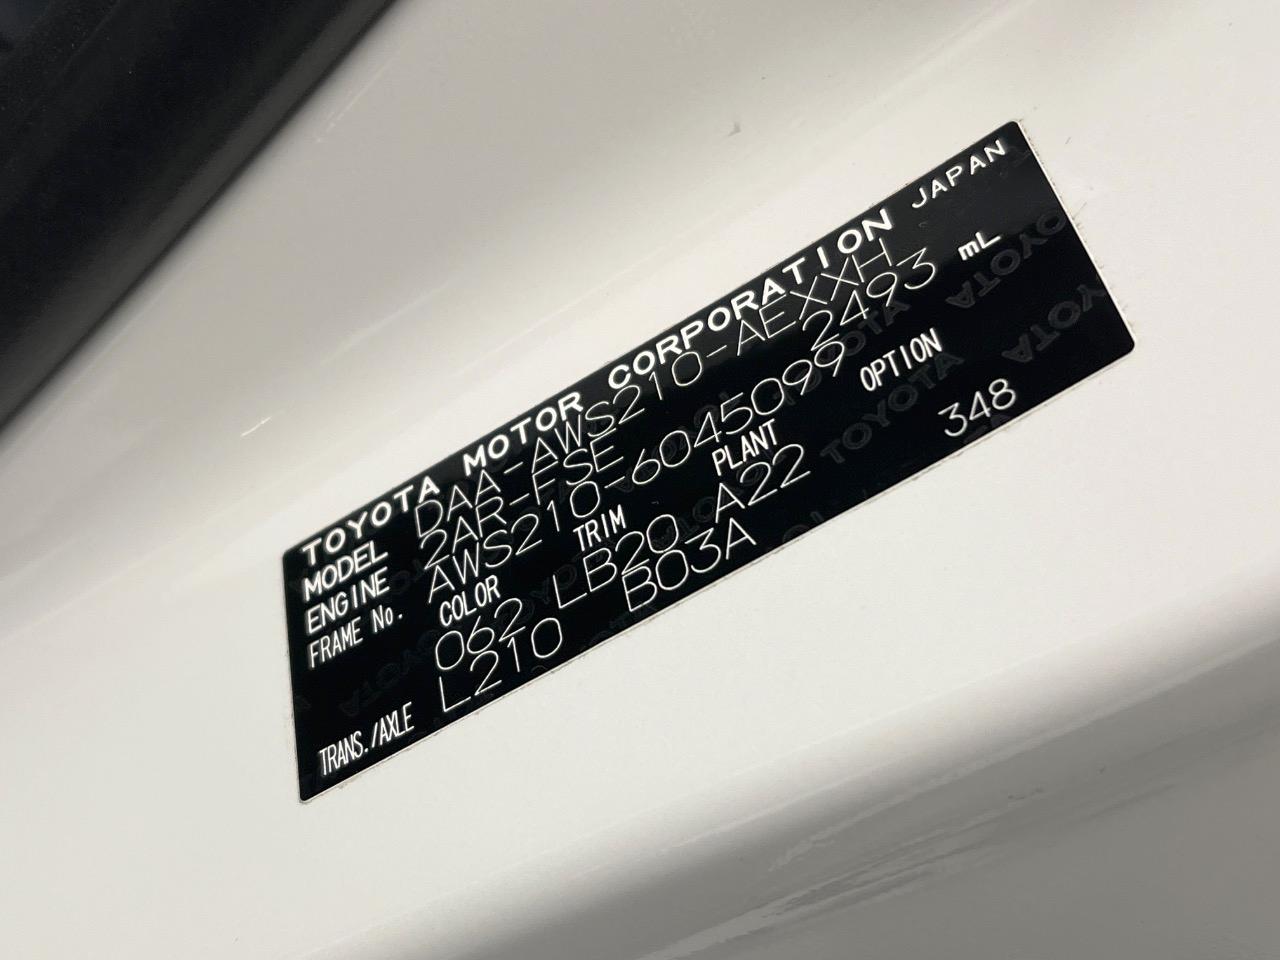 TOYOTA MOTOR CORPORATION JAPAN
MODEL DAA-AWS210-AEXXH
ENGINE 2AR-FSE 2493 mL
FRAME No. AWS210-6045099
COLOR TRIM PLANT OPTION
062 LB20 A22 348
TRANS./AXLE L210 B03A